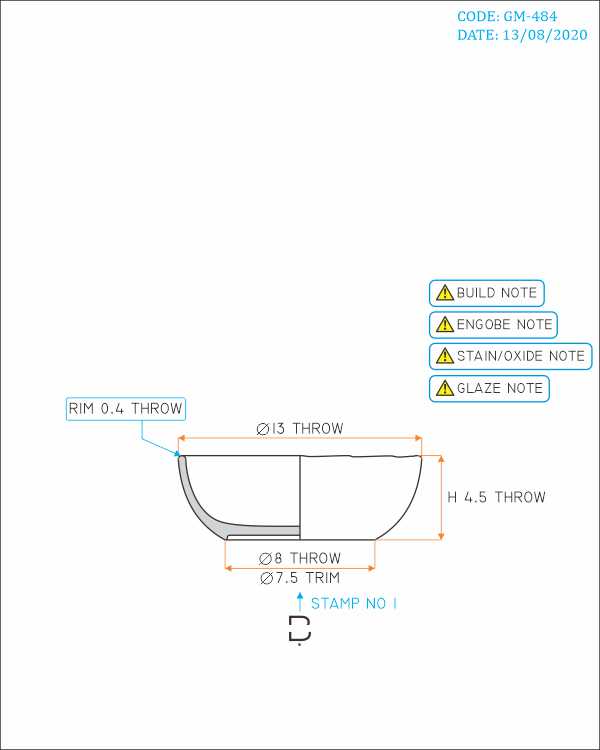 CODE: GM-484
DATE: 13/08/2020
BUILD NOTE
ENGOBE NOTE
STAIN/OXIDE NOTE
GLAZE NOTE
RIM 0.4 THROW
⌀13 THROW
H 4.5 THROW
⌀8 THROW
⌀7.5 TRIM
STAMP NO 1